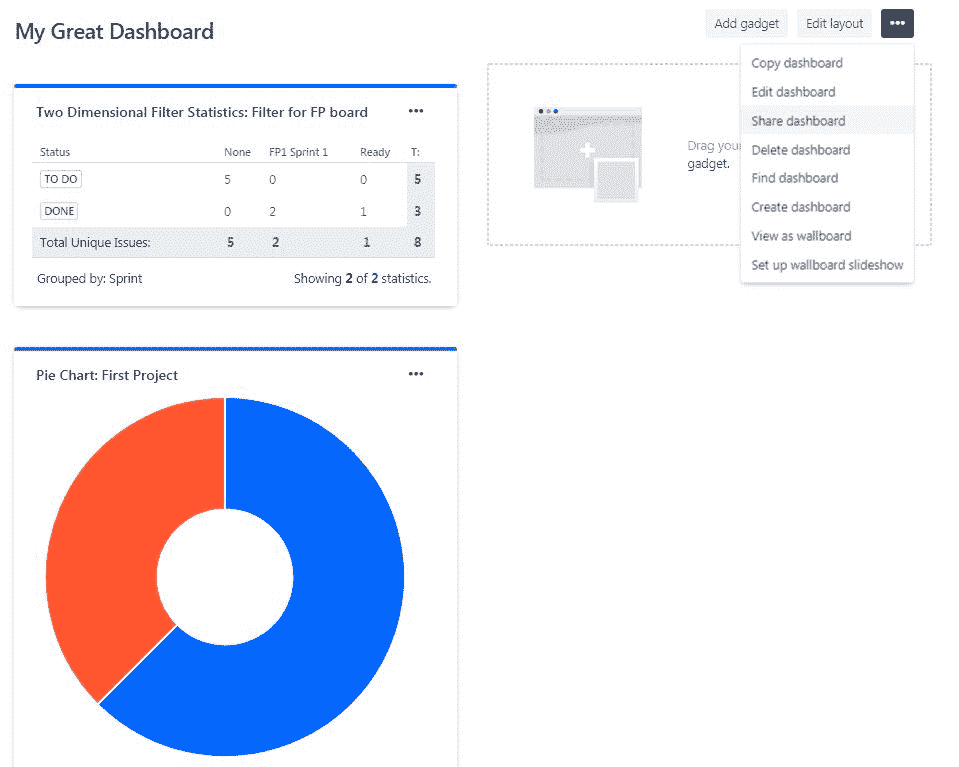 My Great Dashboard
Add gadget
Edit layout
•••
Copy dashboard
Edit dashboard
Share dashboard
Delete dashboard
Find dashboard
Create dashboard
View as wallboard
Set up wallboard slideshow
Drag your
gadget.
Two Dimensional Filter Statistics: Filter for FP board •••
Status None FP1 Sprint 1 Ready T:
TO DO 5 0 0 5
DONE 0 2 1 3
Total Unique Issues: 5 2 1 8
Grouped by: Sprint Showing 2 of 2 statistics.
Pie Chart: First Project •••